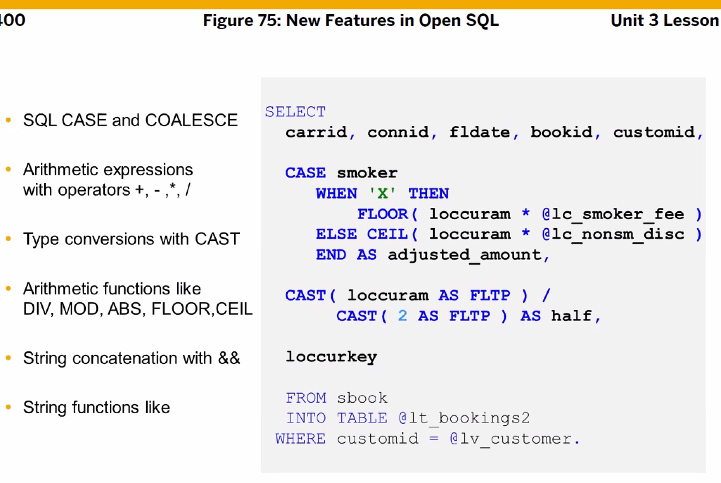 400 Figure 75: New Features in Open SQL Unit 3 Lesson
• SQL CASE and COALESCE
• Arithmetic expressions
with operators +, - ,*, /
• Type conversions with CAST
• Arithmetic functions like
DIV, MOD, ABS, FLOOR,CEIL
• String concatenation with &&
• String functions like
SELECT
carrid, connid, fldate, bookid, customid,
CASE smoker
WHEN 'X' THEN
FLOOR( loccuram * @lc_smoker_fee )
ELSE CEIL( loccuram * @lc_nonsm_disc )
END AS adjusted_amount,
CAST( loccuram AS FLTP ) /
CAST( 2 AS FLTP ) AS half,
loccurkey
FROM sbook
INTO TABLE @lt_bookings2
WHERE customid = @lv_customer.